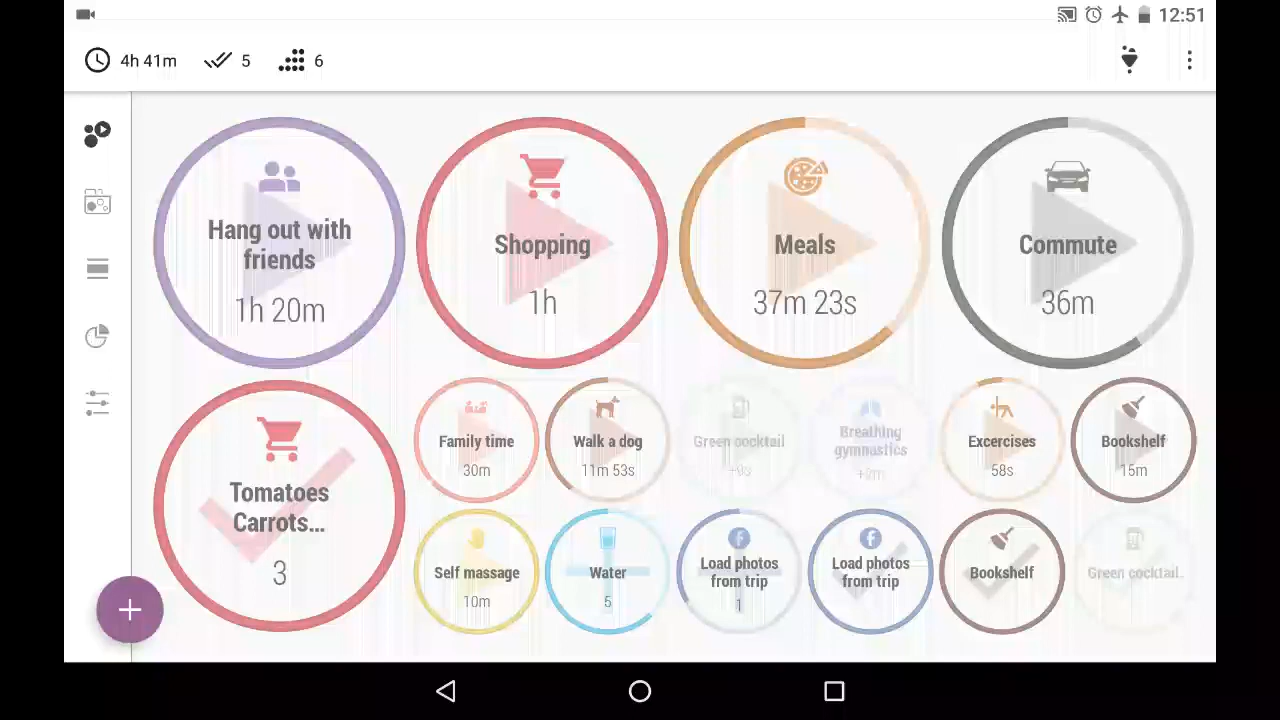 12:51
4h 41m 5 6
Hang out with
friends
1h 20m
Shopping
1h
Meals
37m 23s
Commute
36m
Tomatoes
Carrots...
3
Family time
30m
Walk a dog
11m 53s
Green cocktail
Breathing
gymnastics
Excercises
58s
Bookshelf
15m
Self massage
10m
Water
5
Load photos
from trip
1
Load photos
from trip
Bookshelf
Green cocktail.